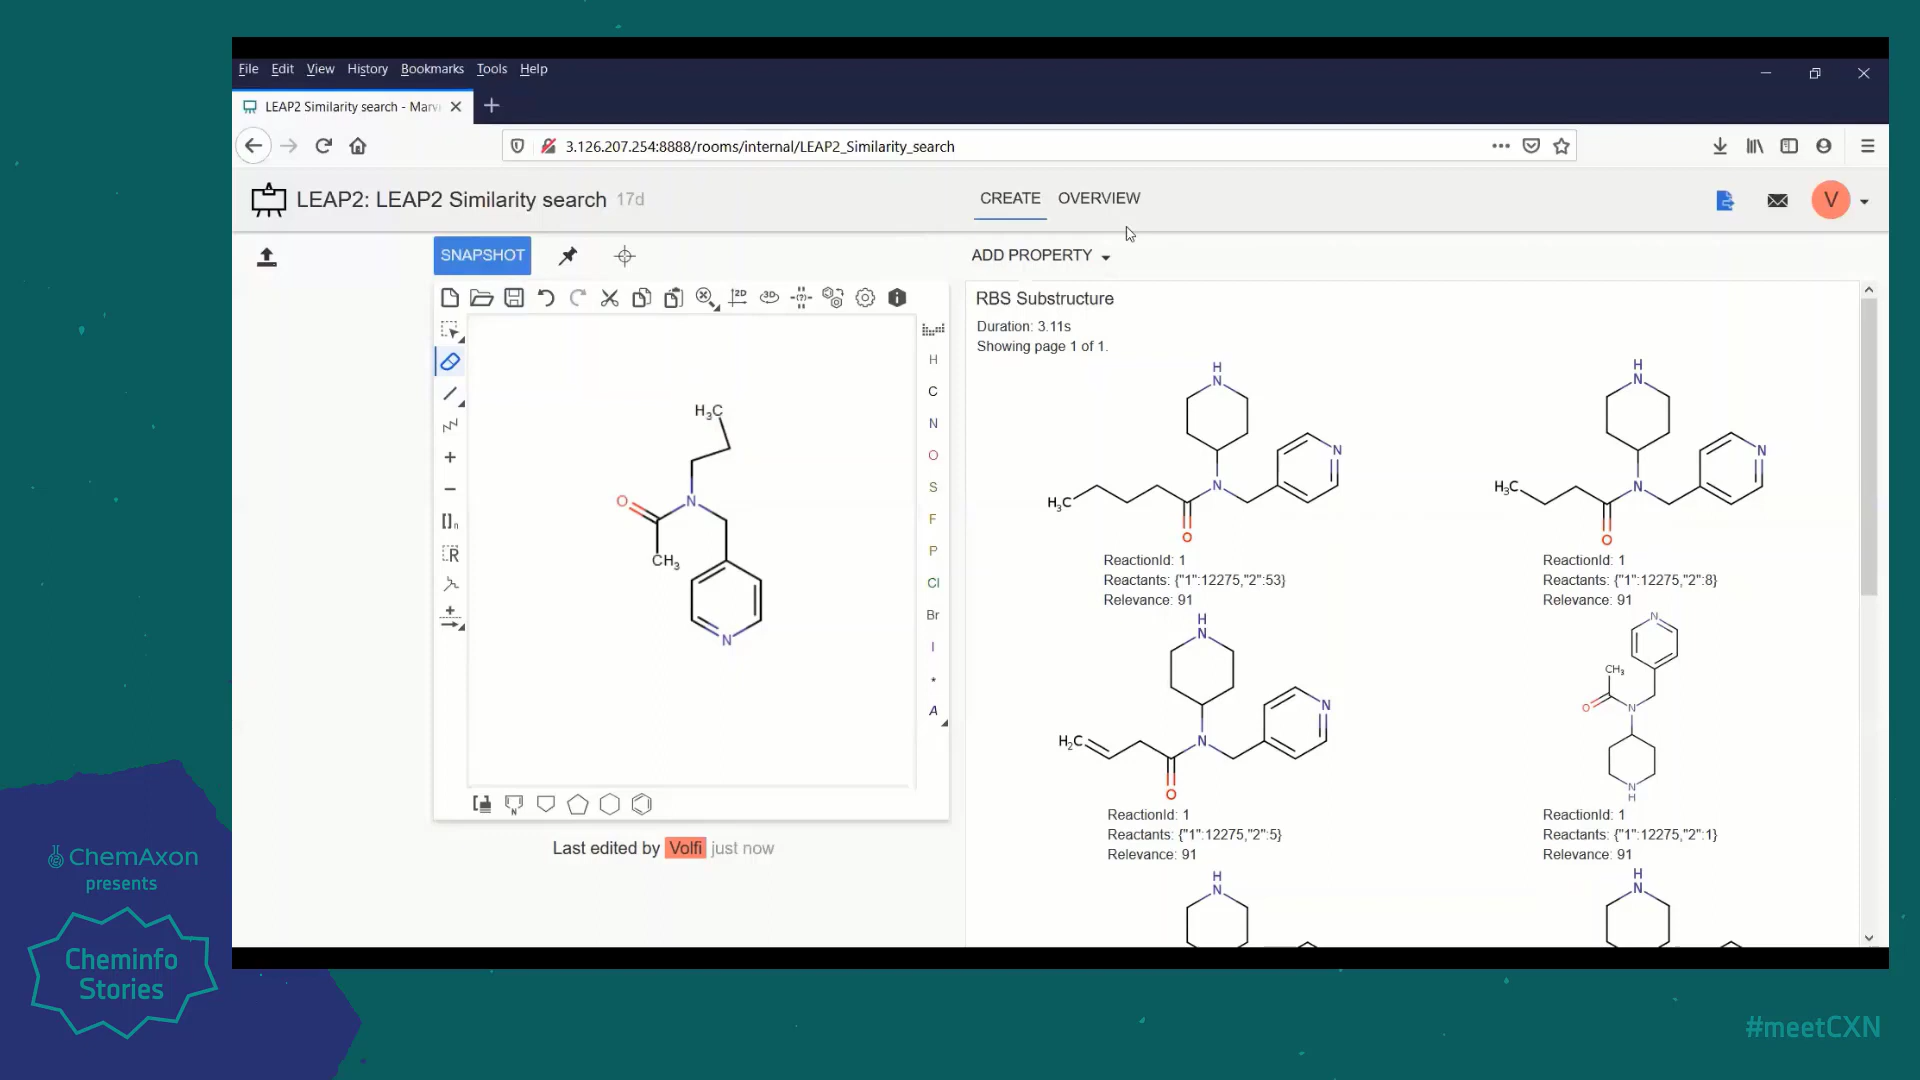 File Edit View History Bookmarks Tools Help
LEAP2 Similarity search - Marv
3.126.207.254:8888/rooms/internal/LEAP2_Similarity_search
LEAP2: LEAP2 Similarity search 17d
CREATE OVERVIEW
V
SNAPSHOT
ADD PROPERTY
2D 3D
RBS Substructure
Duration: 3.11s
Showing page 1 of 1.
H
C
N
O
S
F
P
Cl
Br
I
*
A
[]n
R
H₃C
O
N
CH₃
N
H
N
N
N
H₃C
O
ReactionId: 1
Reactants: {"1":12275,"2":53}
Relevance: 91
H
N
N
N
H₃C
O
ReactionId: 1
Reactants: {"1":12275,"2":8}
Relevance: 91
H
N
N
H₂C
N
O
ReactionId: 1
Reactants: {"1":12275,"2":5}
Relevance: 91
N
CH₃
O
N
N
H
ReactionId: 1
Reactants: {"1":12275,"2":1}
Relevance: 91
H
N
H
N
N
Last edited by Volfi just now
ChemAxon
presents
Cheminfo
Stories
#meetCXN